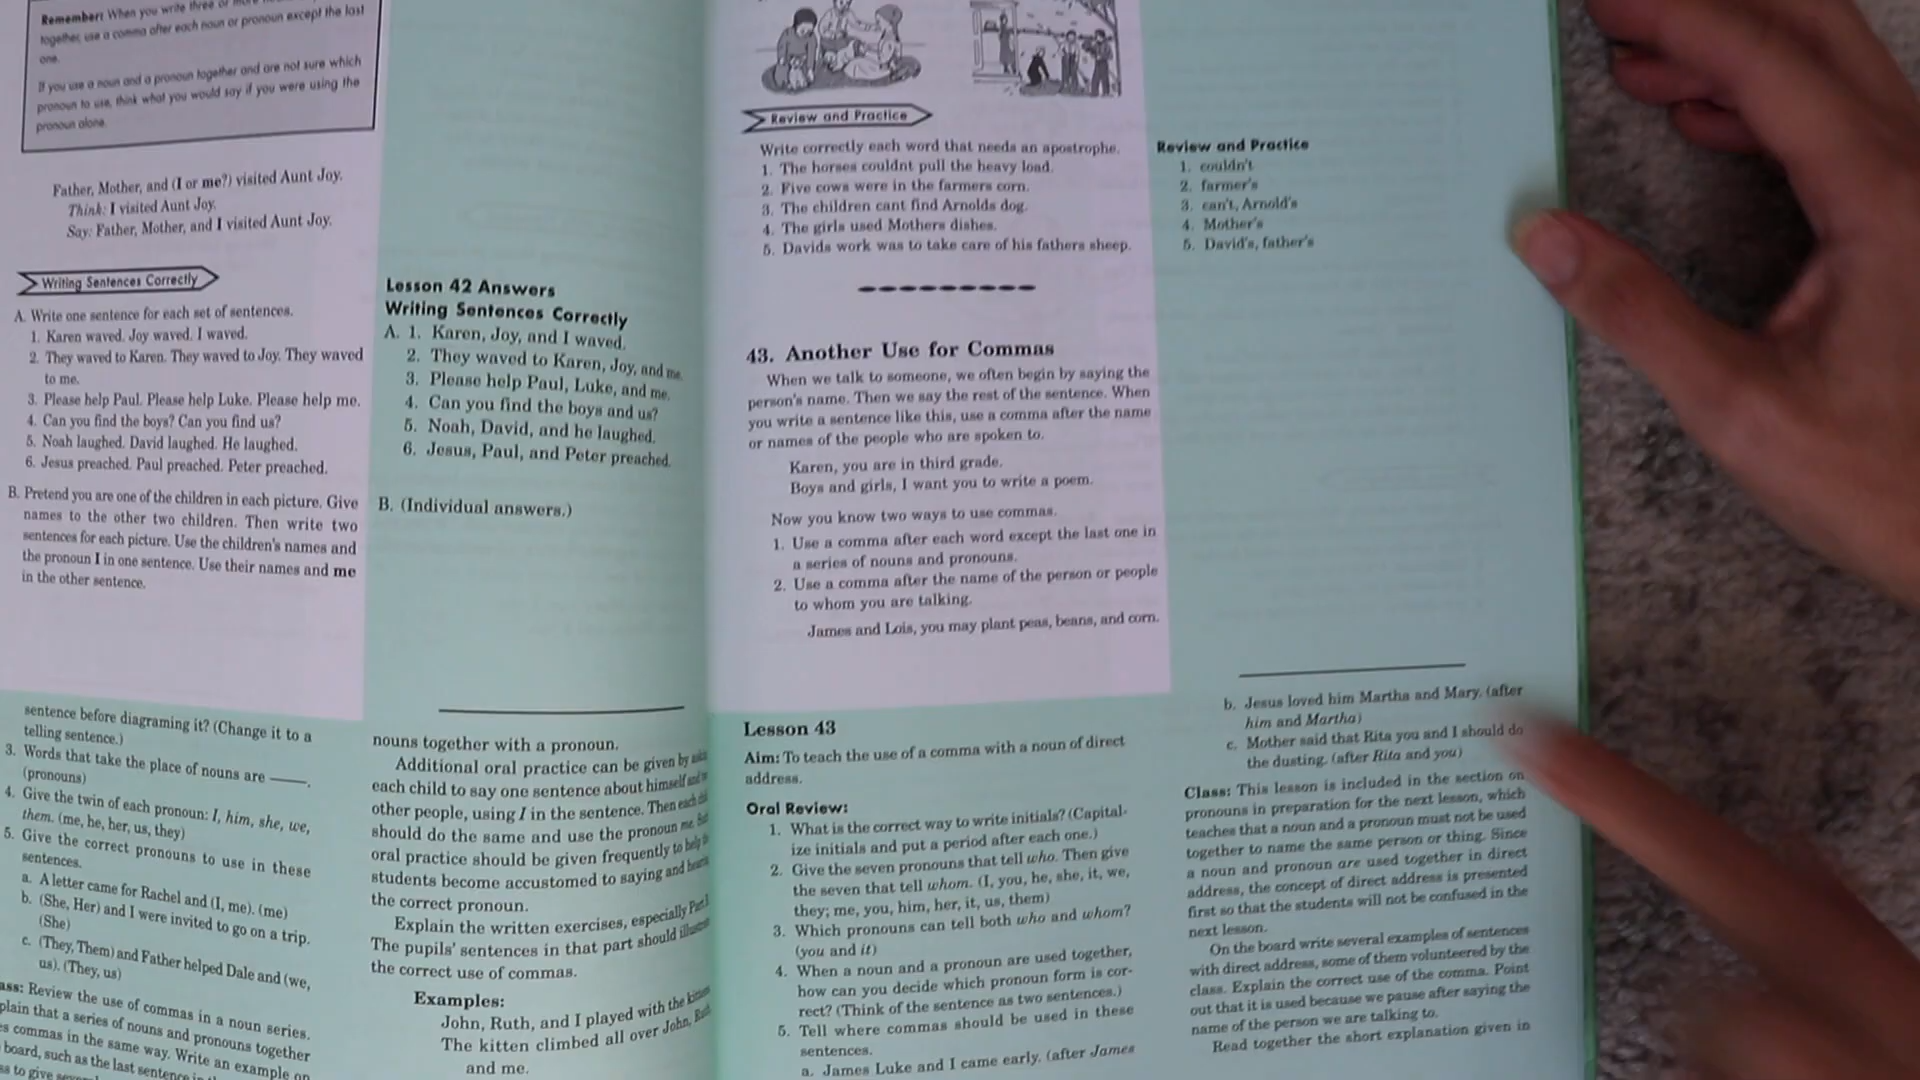 Remember: When you write three or more
together, use a comma after each noun or pronoun except the last
one.
If you use a noun and a pronoun together and are not sure which
pronoun to use, think what you would say if you were using the
pronoun alone.
Father, Mother, and (I or me?) visited Aunt Joy.
Think: I visited Aunt Joy.
Say: Father, Mother, and I visited Aunt Joy.
Writing Sentences Correctly
A. Write one sentence for each set of sentences.
1. Karen waved. Joy waved. I waved.
2. They waved to Karen. They waved to Joy. They waved
to me.
3. Please help Paul. Please help Luke. Please help me.
4. Can you find the boys? Can you find us?
5. Noah laughed. David laughed. He laughed.
6. Jesus preached. Paul preached. Peter preached.
B. Pretend you are one of the children in each picture. Give
names to the other two children. Then write two
sentences for each picture. Use the children's names and
the pronoun I in one sentence. Use their names and me
in the other sentence.
Lesson 42 Answers
Writing Sentences Correctly
A. 1. Karen, Joy, and I waved.
2. They waved to Karen, Joy, and me.
3. Please help Paul, Luke, and me.
4. Can you find the boys and us?
5. Noah, David, and he laughed.
6. Jesus, Paul, and Peter preached.
B. (Individual answers.)
sentence before diagraming it? (Change it to a
telling sentence.)
3. Words that take the place of nouns are ____.
(pronouns)
4. Give the twin of each pronoun: I, him, she, we,
them. (me, he, her, us, they)
5. Give the correct pronouns to use in these
sentences.
a. A letter came for Rachel and (I, me). (me)
b. (She, Her) and I were invited to go on a trip.
(She)
c. (They, Them) and Father helped Dale and (we,
us). (They, us)
ass: Review the use of commas in a noun series.
plain that a series of nouns and pronouns together
s commas in the same way. Write an example on
board, such as the last sentence in
ss to give
nouns together with a pronoun.
Additional oral practice can be given by
each child to say one sentence about himself and
other people, using I in the sentence. Then each
should do the same and use the pronoun me.
oral practice should be given frequently to help
students become accustomed to saying and
the correct pronoun.
Explain the written exercises, especially Part
The pupils' sentences in that part should
the correct use of commas.
Examples:
John, Ruth, and I played with the
The kitten climbed all over John,
and me.
Review and Practice
Write correctly each word that needs an apostrophe.
1. The horses couldnt pull the heavy load.
2. Five cows were in the farmers corn.
3. The children cant find Arnolds dog.
4. The girls used Mothers dishes.
5. Davids work was to take care of his fathers sheep.
Review and Practice
1. couldn't
2. farmer's
3. can't, Arnold's
4. Mother's
5. David's, father's
43. Another Use for Commas
When we talk to someone, we often begin by saying the
person's name. Then we say the rest of the sentence. When
you write a sentence like this, use a comma after the name
or names of the people who are spoken to.
Karen, you are in third grade.
Boys and girls, I want you to write a poem.
Now you know two ways to use commas.
1. Use a comma after each word except the last one in
a series of nouns and pronouns.
2. Use a comma after the name of the person or people
to whom you are talking.
James and Lois, you may plant peas, beans, and corn.
Lesson 43
Aim: To teach the use of a comma with a noun of direct
address.
Oral Review:
1. What is the correct way to write initials? (Capital-
ize initials and put a period after each one.)
2. Give the seven pronouns that tell who. Then give
the seven that tell whom. (I, you, he, she, it, we,
they; me, you, him, her, it, us, them)
3. Which pronouns can tell both who and whom?
(you and it)
4. When a noun and a pronoun are used together,
how can you decide which pronoun form is cor-
rect? (Think of the sentence as two sentences.)
5. Tell where commas should be used in these
sentences.
a. James Luke and I came early. (after James
b. Jesus loved him Martha and Mary. (after
him and Martha)
c. Mother said that Rita you and I should do
the dusting. (after Rita and you)
Class: This lesson is included in the section on
pronouns in preparation for the next lesson, which
teaches that a noun and a pronoun must not be used
together to name the same person or thing. Since
a noun and pronoun are used together in direct
address, the concept of direct address is presented
first so that the students will not be confused in the
next lesson.
On the board write several examples of sentences
with direct address, some of them volunteered by the
class. Explain the correct use of the comma. Point
out that it is used because we pause after saying the
name of the person we are talking to.
Read together the short explanation given in